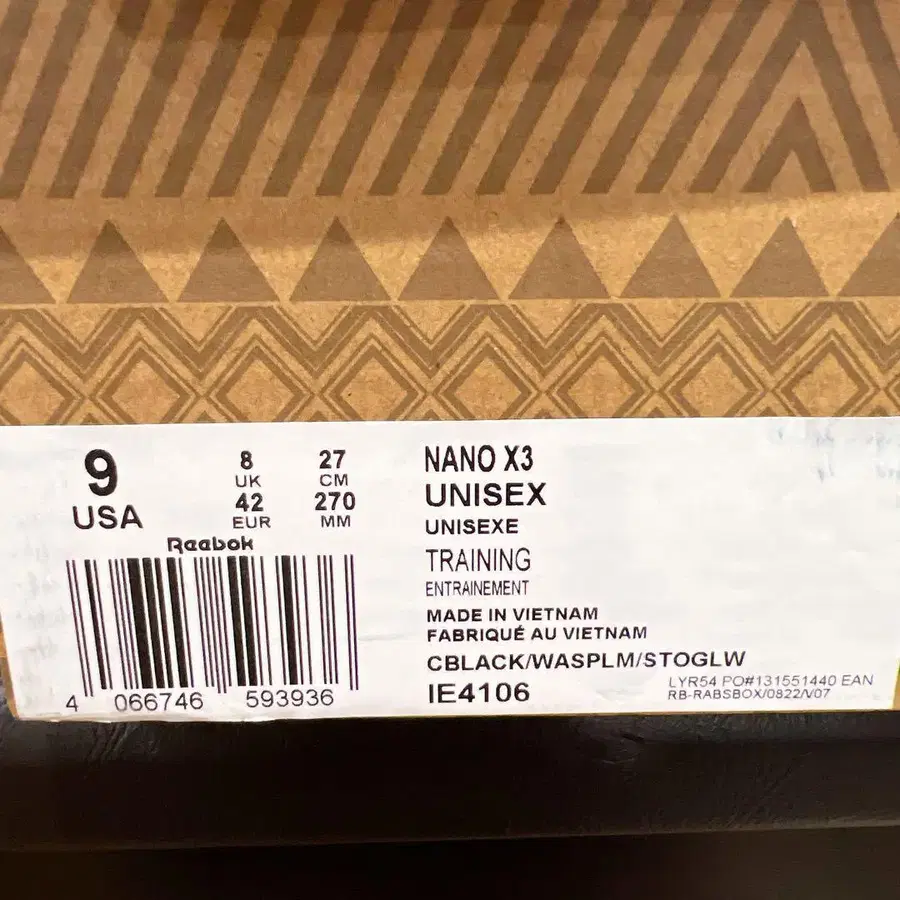 9
USA
8
UK
42
EUR
27
CM
270
MM
Reebok
4 066746 593936
NANO X3
UNISEX
UNISEXE
TRAINING
ENTRAINEMENT
MADE IN VIETNAM
FABRIQUÉ AU VIETNAM
CBLACK/WASPLM/STOGLW
IE4106
LYR54 PO#131551440 EAN
RB-RABSBOX/0822/V07